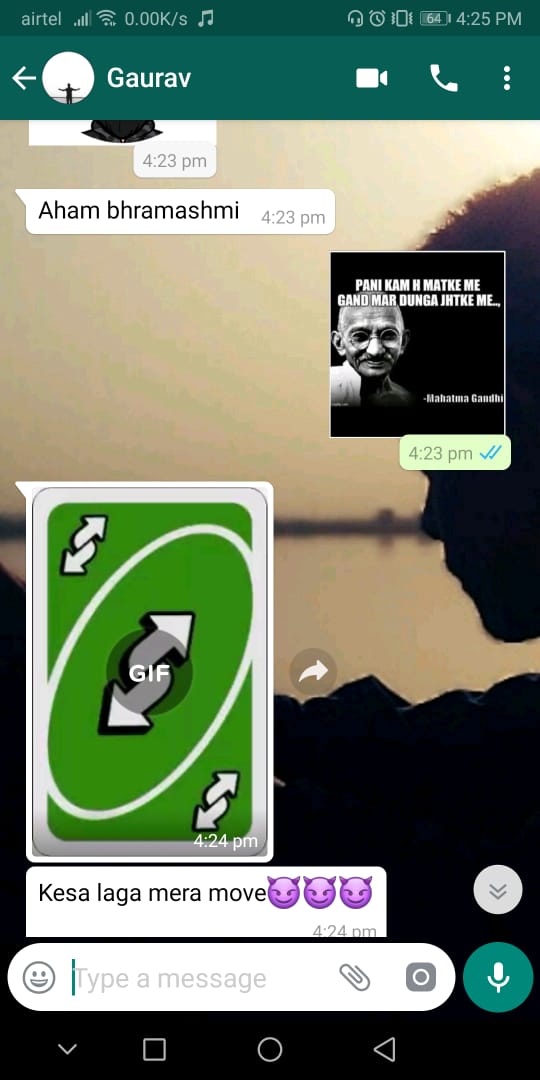 airtel 0.00K/s 64 4:25 PM
Gaurav
4:23 pm
Aham bhramashmi 4:23 pm
PANI KAM H MATKE ME
GAND MAR DUNGA JHTKE ME..,
-Mahatma Gandhi
4:23 pm
GIF
4:24 pm
Kesa laga mera move😈😈😈
4:24 pm
Type a message